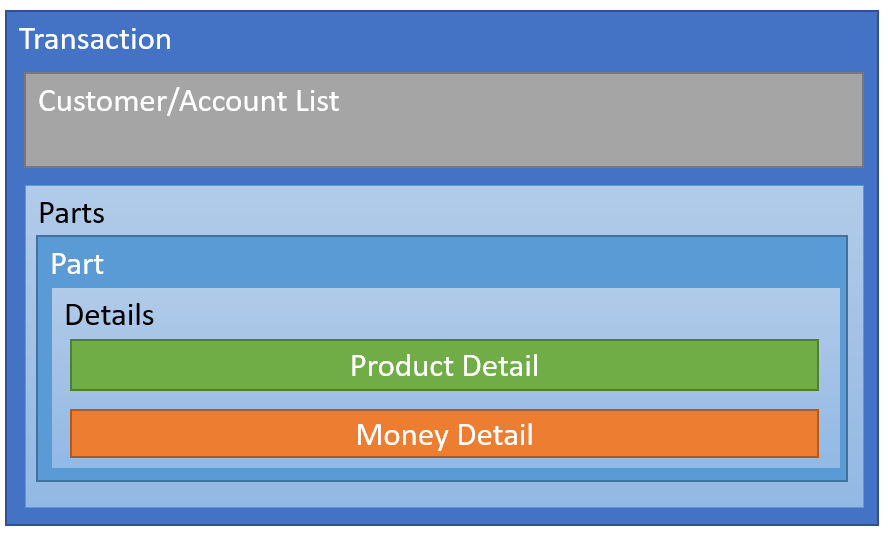 Transaction
Customer/Account List
Parts
Part
Details
Product Detail
Money Detail